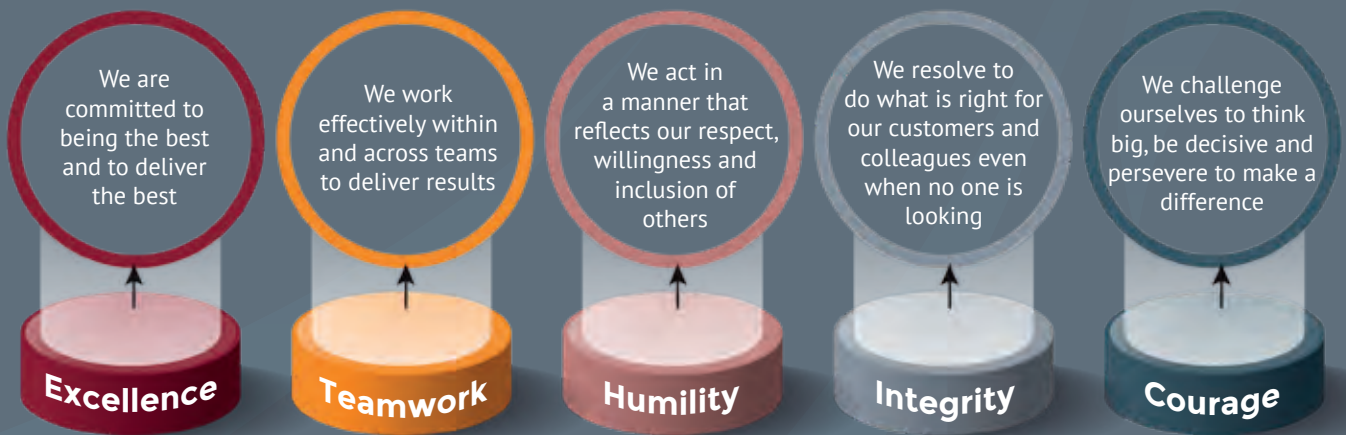 We are
committed to
being the best
and to deliver
the best
Excellence
We work
effectively within
and across teams
to deliver results
Teamwork
We act in
a manner that
reflects our respect,
willingness and
inclusion of
others
Humility
We resolve to
do what is right for
our customers and
colleagues even
when no one is
looking
Integrity
We challenge
ourselves to think
big, be decisive and
persevere to make a
difference
Courage